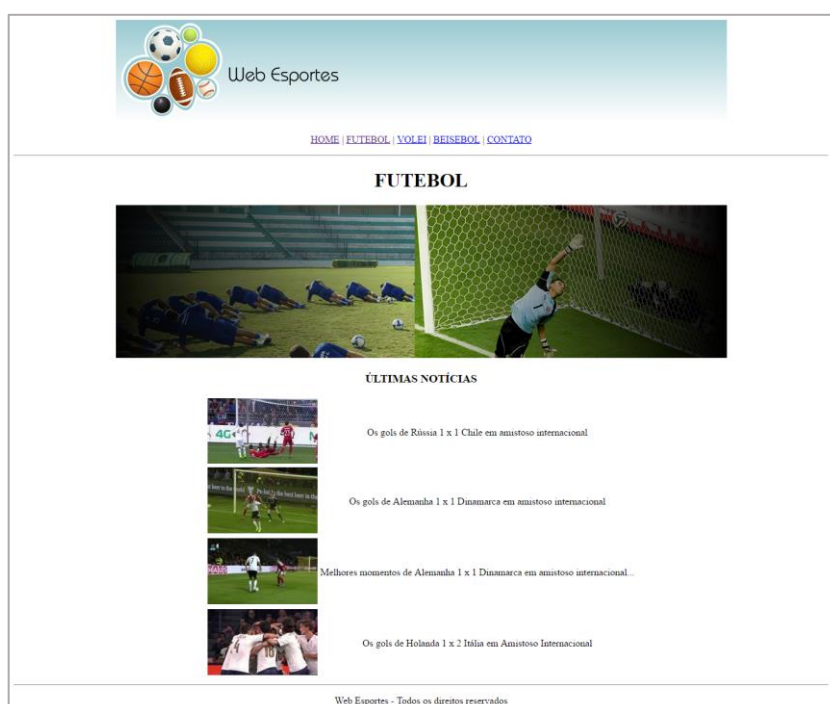 Web Esportes
HOME | FUTEBOL | VOLEI | BEISEBOL | CONTATO
FUTEBOL
ÚLTIMAS NOTÍCIAS
4G
Os gols de Rússia 1 x 1 Chile em amistoso internacional
Os gols de Alemanha 1 x 1 Dinamarca em amistoso internacional
Melhores momentos de Alemanha 1 x 1 Dinamarca em amistoso internacional...
Os gols de Holanda 1 x 2 Itália em Amistoso Internacional
Web Esportes - Todos os direitos reservados